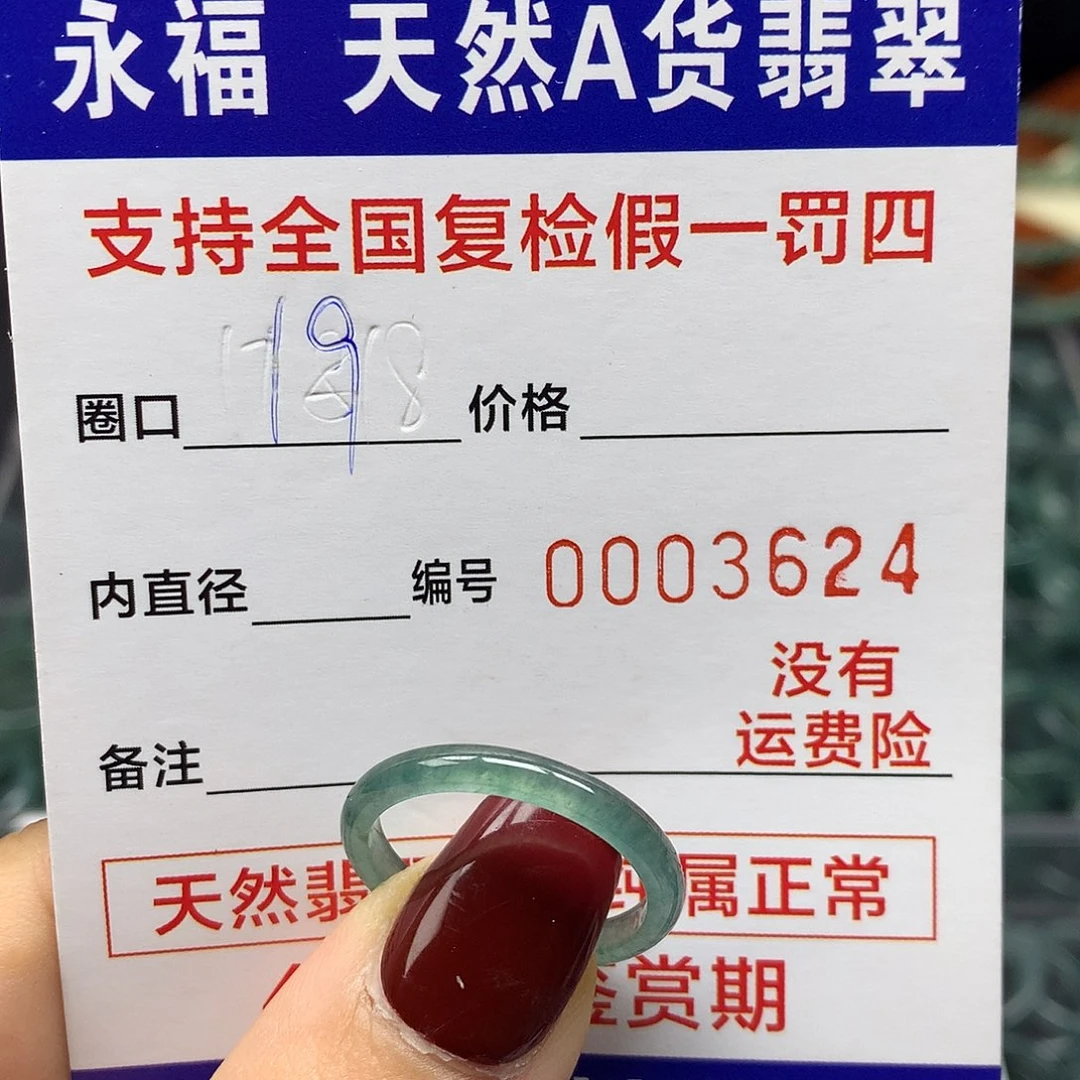 永福 天然A货翡翠
支持全国复检假一罚四
圈口 19 价格
内直径 编号 0003624
没有
运费险
备注
天然翡 属正常
鉴赏期